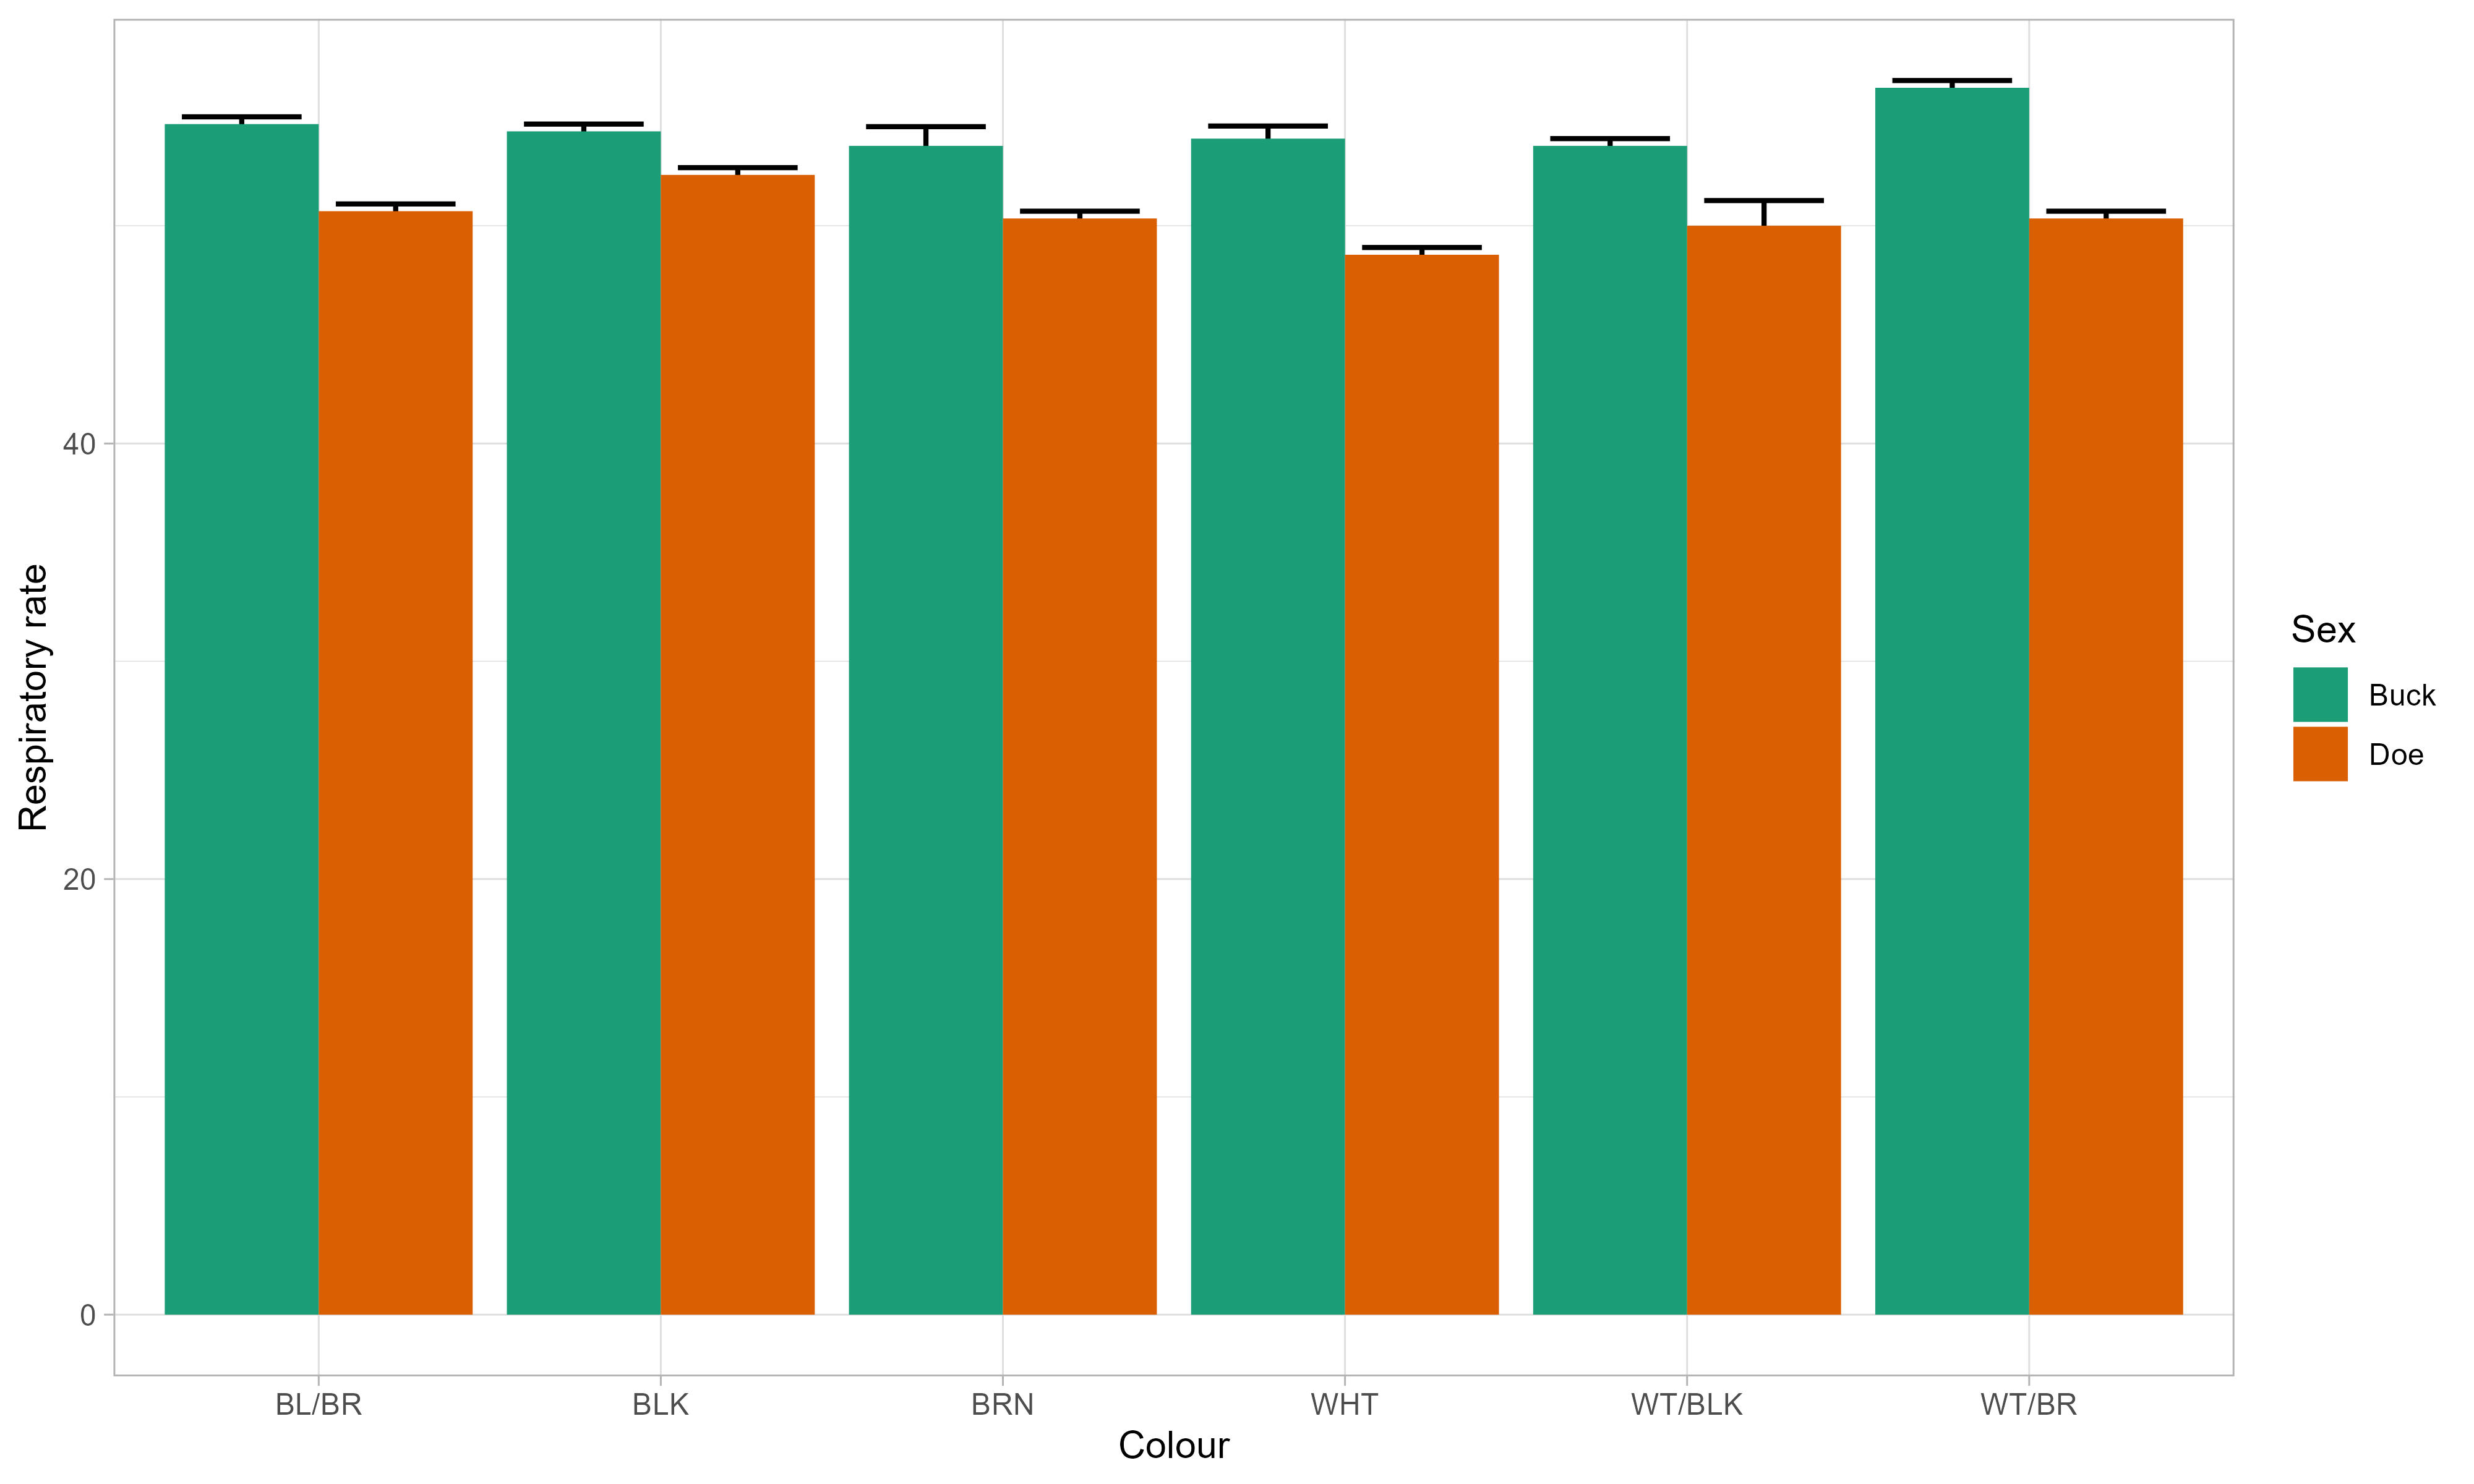 Respiratory rate
40
20
0
BL/BR BLK BRN WHT WT/BLK WT/BR
Colour
Sex
Buck
Doe